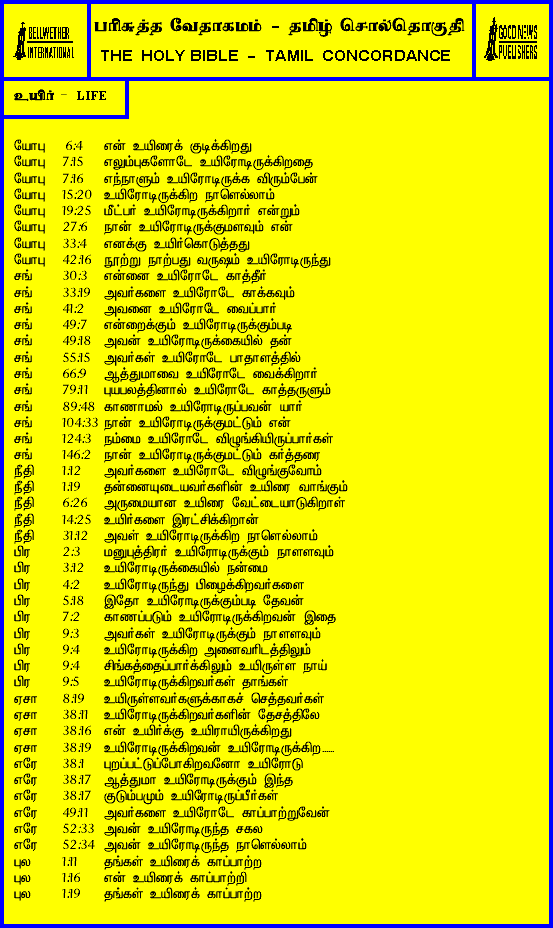 BELLWETHER
INTERNATIONAL
பரிசுத்த வேதாகமம் - தமிழ் சொல்தொகுதி
THE HOLY BIBLE - TAMIL CONCORDANCE
GOOD NEWS
PUBLISHERS
உயிர் - LIFE
யோபு 6:4 என் உயிரைக் குடிக்கிறது
யோபு 7:15 எலும்புகளோடே உயிரோடிருக்கிறதை
யோபு 7:16 எந்நாளும் உயிரோடிருக்க விரும்பேன்
யோபு 15:20 உயிரோடிருக்கிற நாளெல்லாம்
யோபு 19:25 மீட்பர் உயிரோடிருக்கிறார் என்றும்
யோபு 27:6 நான் உயிரோடிருக்குமளவும் என்
யோபு 33:4 எனக்கு உயிர்கொடுத்தது
யோபு 42:16 நூற்று நாற்பது வருஷம் உயிரோடிருந்து
சங் 30:3 என்னை உயிரோடே காத்தீர்
சங் 33:19 அவர்களை உயிரோடே காக்கவும்
சங் 41:2 அவனை உயிரோடே வைப்பார்
சங் 49:7 என்றைக்கும் உயிரோடிருக்கும்படி
சங் 49:18 அவன் உயிரோடிருக்கையில் தன்
சங் 55:15 அவர்கள் உயிரோடே பாதாளத்தில்
சங் 66:9 ஆத்துமாவை உயிரோடே வைக்கிறார்
சங் 79:11 புயபலத்தினால் உயிரோடே காத்தருளும்
சங் 89:48 காணாமல் உயிரோடிருப்பவன் யார்
சங் 104:33 நான் உயிரோடிருக்குமட்டும் என்
சங் 124:3 நம்மை உயிரோடே விழுங்கியிருப்பார்கள்
சங் 146:2 நான் உயிரோடிருக்குமட்டும் கர்த்தரை
நீதி 1:12 அவர்களை உயிரோடே விழுங்குவோம்
நீதி 1:19 தன்னையுடையவர்களின் உயிரை வாங்கும்
நீதி 6:26 அருமையான உயிரை வேட்டையாடுகிறாள்
நீதி 14:25 உயிர்களை இரட்சிக்கிறான்
நீதி 31:12 அவள் உயிரோடிருக்கிற நாளெல்லாம்
பிர 2:3 மனுபுத்திரர் உயிரோடிருக்கும் நாளளவும்
பிர 3:12 உயிரோடிருக்கையில் நன்மை
பிர 4:2 உயிரோடிருந்து பிழைக்கிறவர்களை
பிர 5:18 இதோ உயிரோடிருக்கும்படி தேவன்
பிர 7:2 காணப்படும் உயிரோடிருக்கிறவன் இதை
பிர 9:3 அவர்கள் உயிரோடிருக்கும் நாளளவும்
பிர 9:4 உயிரோடிருக்கிற அனைவரிடத்திலும்
பிர 9:4 சிங்கத்தைப்பார்க்கிலும் உயிருள்ள நாய்
பிர 9:5 உயிரோடிருக்கிறவர்கள் தாங்கள்
ஏசா 8:19 உயிருள்ளவர்களுக்காகச் செத்தவர்கள்
ஏசா 38:11 உயிரோடிருக்கிறவர்களின் தேசத்திலே
ஏசா 38:16 என் உயிர்க்கு உயிராயிருக்கிறது
ஏசா 38:19 உயிரோடிருக்கிறவன் உயிரோடிருக்கிற......
எரே 38:1 புறப்பட்டுப்போகிறவனோ உயிரோடு
எரே 38:17 ஆத்துமா உயிரோடிருக்கும் இந்த
எரே 38:17 குடும்பமும் உயிரோடிருப்பீர்கள்
எரே 49:11 அவர்களை உயிரோடே காப்பாற்றுவேன்
எரே 52:33 அவன் உயிரோடிருந்த சகல
எரே 52:34 அவன் உயிரோடிருந்த நாளெல்லாம்
புல 1:11 தங்கள் உயிரைக் காப்பாற்ற
புல 1:16 என் உயிரைக் காப்பாற்றி
புல 1:19 தங்கள் உயிரைக் காப்பாற்ற